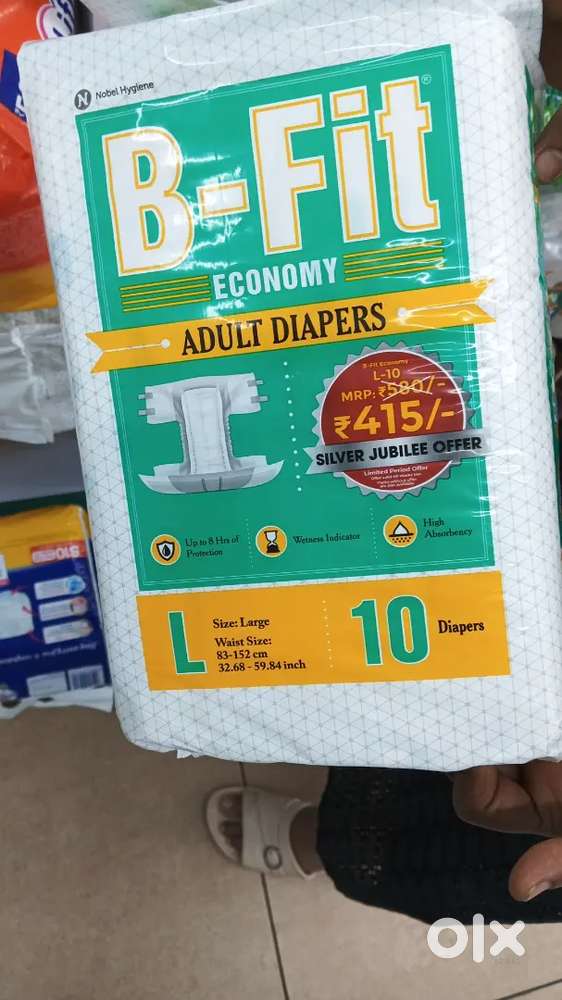 Nobel Hygiene
B-Fit®
ECONOMY
ADULT DIAPERS
B-Fit Economy
L-10
MRP: ₹580/-
₹415/-
SILVER JUBILEE OFFER
Limited Period Offer
Up to 8 Hrs of
Protection
Wetness Indicator
High
Absorbency
L
Size: Large
Waist Size:
83-152 cm
32.68 - 59.84 inch
10
Diapers
olx